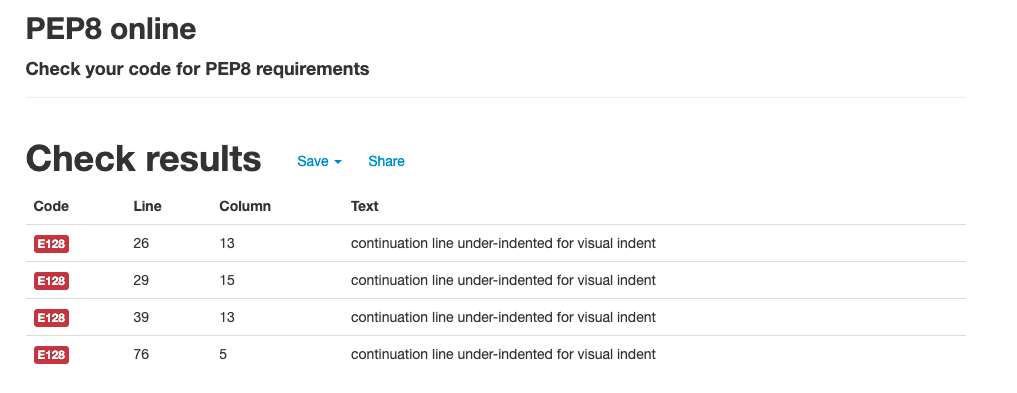 PEP8 online
Check your code for PEP8 requirements
Check results Save Share
Code Line Column Text
E128 26 13 continuation line under-indented for visual indent
E128 29 15 continuation line under-indented for visual indent
E128 39 13 continuation line under-indented for visual indent
E128 76 5 continuation line under-indented for visual indent